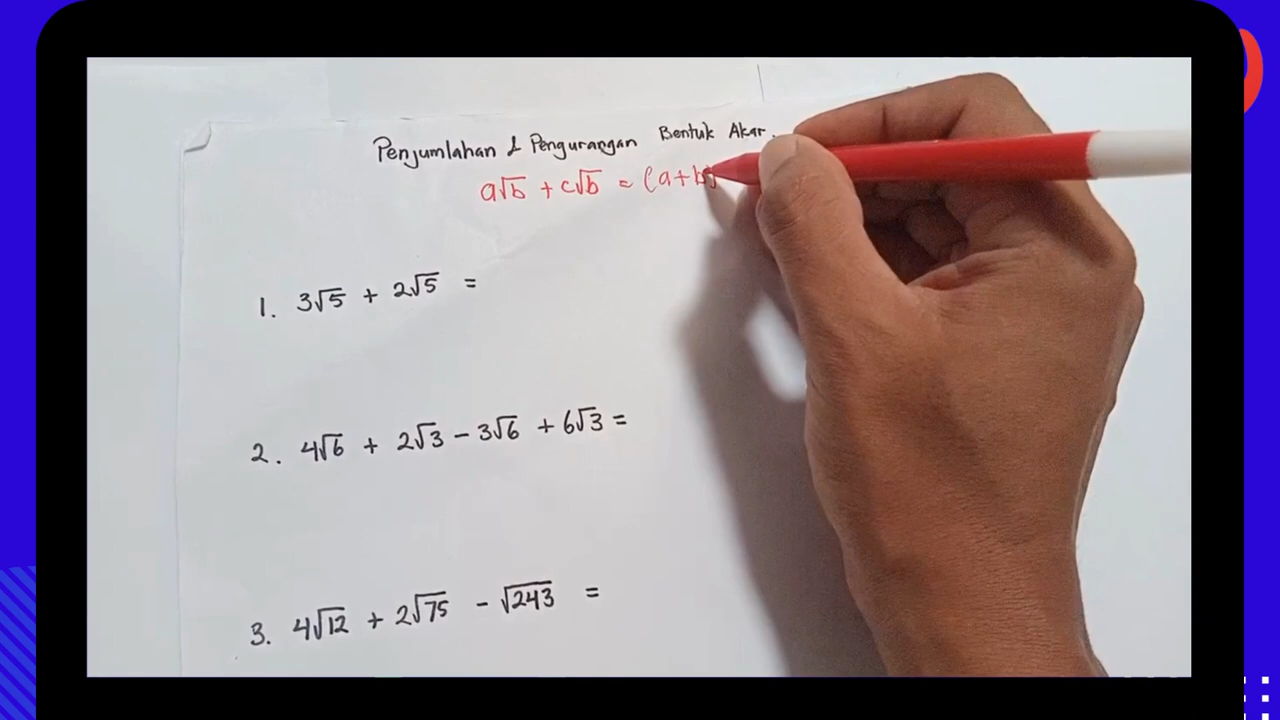 Penjumlahan & Pengurangan Bentuk Akar.
a√b + c√b = (a+b)
1. 3√5 + 2√5 =
2. 4√6 + 2√3 - 3√6 + 6√3 =
3. 4√12 + 2√75 - √243 =